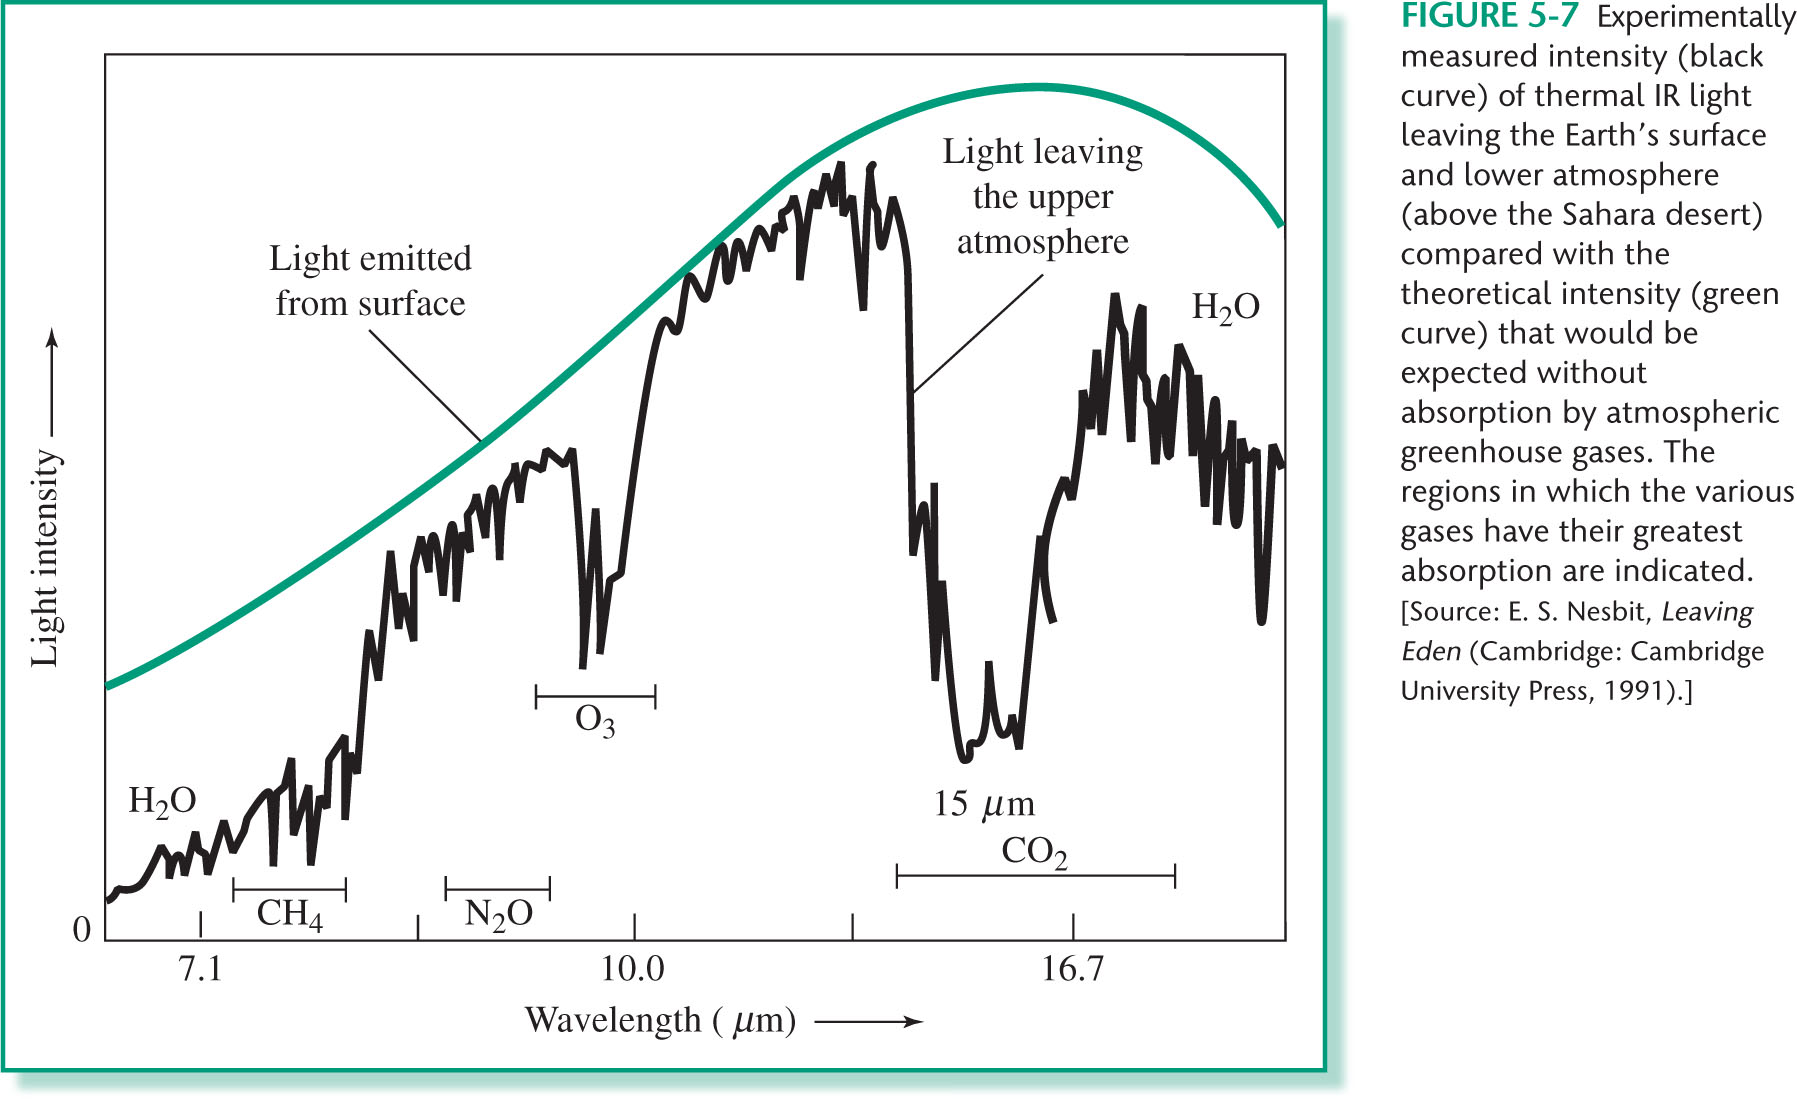 Light emitted
from surface
Light leaving
the upper
atmosphere
H₂O
H₂O
O₃
15 μm
CO₂
CH₄
N₂O
0
7.1
10.0
16.7
Light intensity
Wavelength ( μm)
FIGURE 5-7 Experimentally
measured intensity (black
curve) of thermal IR light
leaving the Earth’s surface
and lower atmosphere
(above the Sahara desert)
compared with the
theoretical intensity (green
curve) that would be
expected without
absorption by atmospheric
greenhouse gases. The
regions in which the various
gases have their greatest
absorption are indicated.
[Source: E. S. Nesbit, Leaving
Eden (Cambridge: Cambridge
University Press, 1991).]